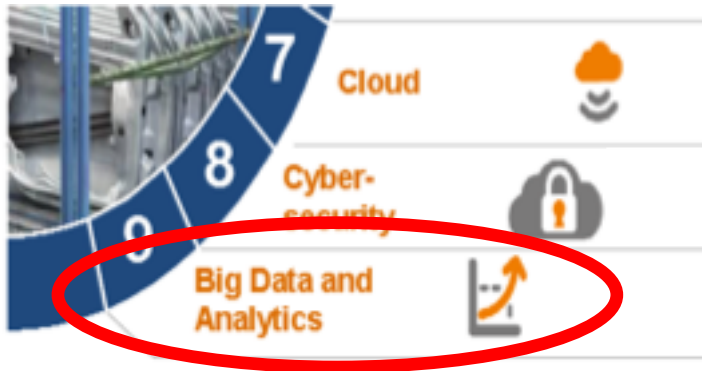 7
Cloud
8
Cyber-
security
9
Big Data and
Analytics